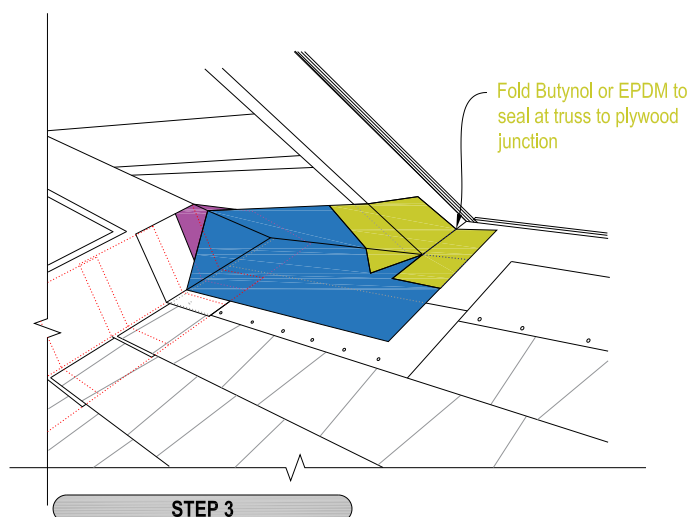 Fold Butynol or EPDM to
seal at truss to plywood
junction
STEP 3